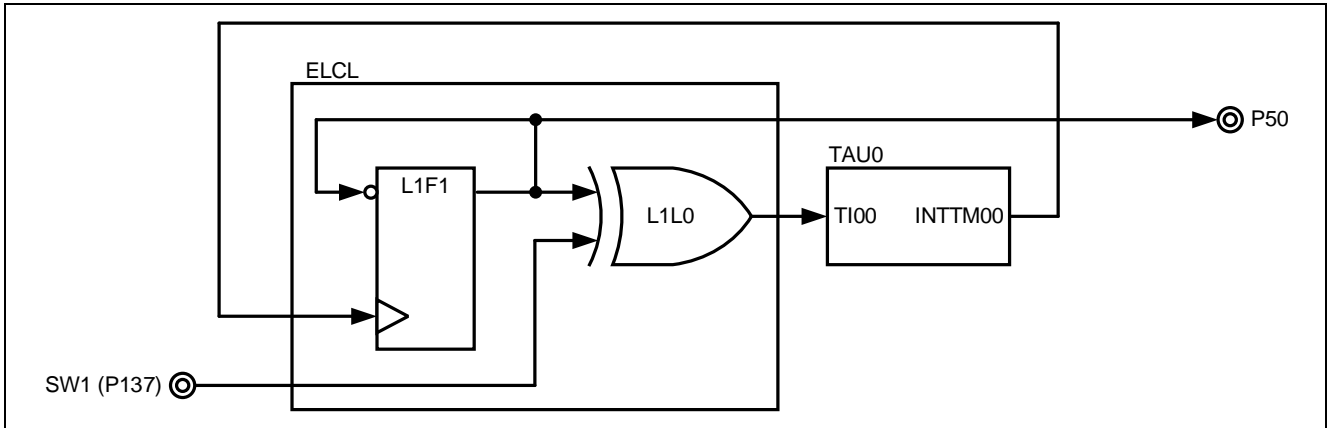 ELCL
P50
TAU0
L1F1
L1L0
TI00 INTTM00
SW1 (P137)